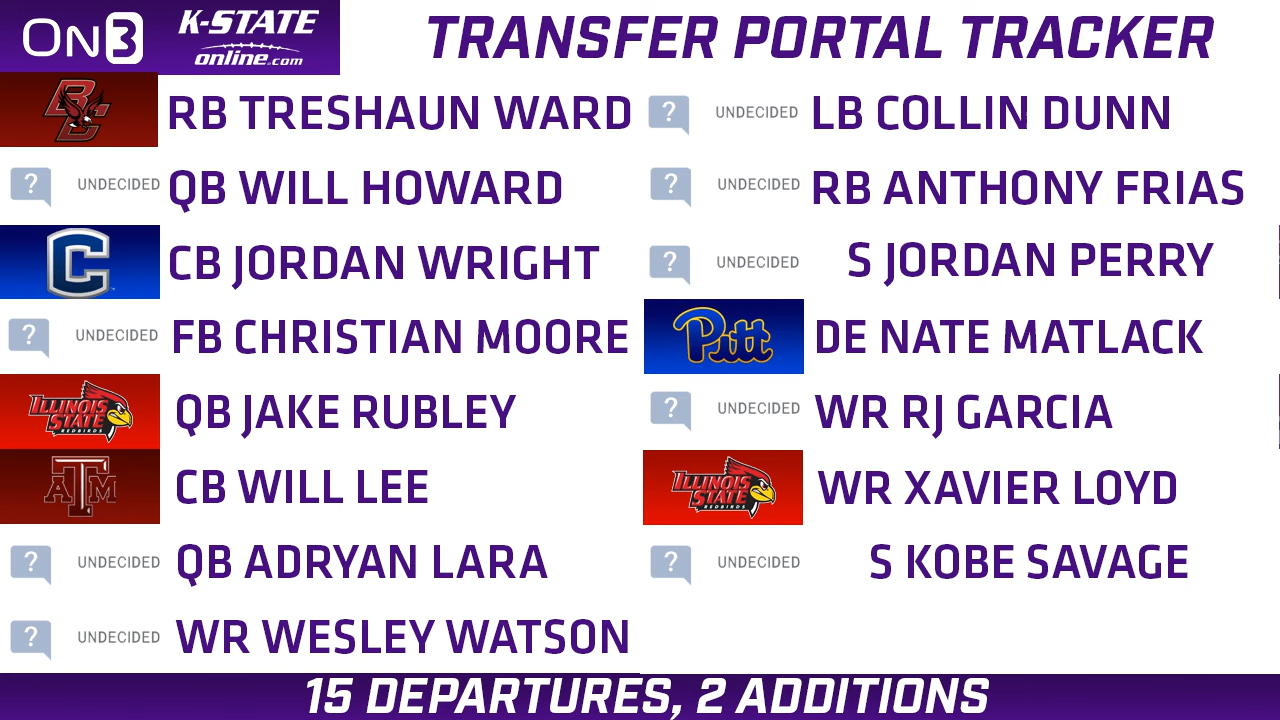 ON3
K-STATE
online.com
TRANSFER PORTAL TRACKER
BC
RB TRESHAUN WARD
?
UNDECIDED
QB WILL HOWARD
C
CB JORDAN WRIGHT
?
UNDECIDED
FB CHRISTIAN MOORE
ILLINOIS
STATE
REDBIRDS
QB JAKE RUBLEY
ATM
CB WILL LEE
?
UNDECIDED
QB ADRYAN LARA
?
UNDECIDED
WR WESLEY WATSON
?
UNDECIDED
LB COLLIN DUNN
?
UNDECIDED
RB ANTHONY FRIAS
?
UNDECIDED
S JORDAN PERRY
Pitt
DE NATE MATLACK
?
UNDECIDED
WR RJ GARCIA
ILLINOIS
STATE
REDBIRDS
WR XAVIER LOYD
?
UNDECIDED
S KOBE SAVAGE
15 DEPARTURES, 2 ADDITIONS